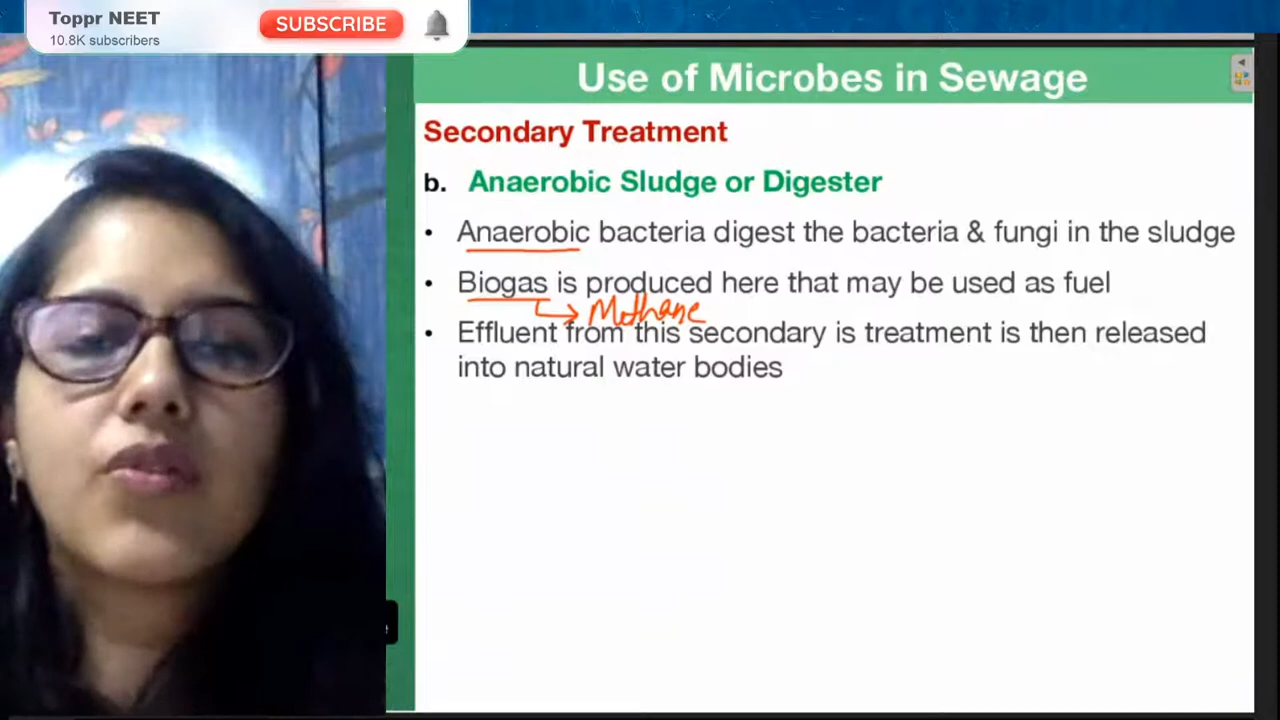 Toppr NEET
10.8K subscribers
SUBSCRIBE
Use of Microbes in Sewage
Secondary Treatment
b. Anaerobic Sludge or Digester
• Anaerobic bacteria digest the bacteria & fungi in the sludge
• Biogas is produced here that may be used as fuel
Methane
• Effluent from this secondary is treatment is then released
into natural water bodies